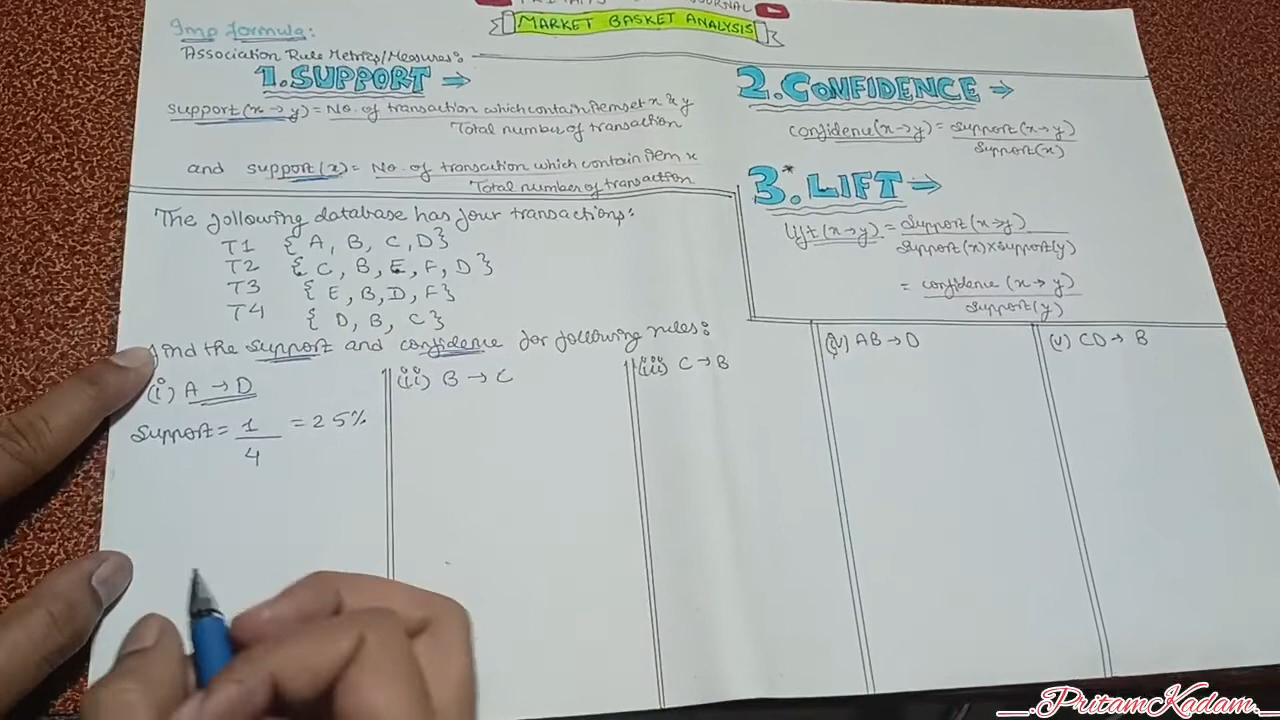 JOURNAL
MARKET BASKET ANALYSIS
Imp formula:
Association Rule Metrics/Measures:
1. SUPPORT →
support(x→y) = No. of transaction which contain itemset x & y
Total number of transaction
and support(x) = No. of transaction which contain item x
Total number of transaction
2. CONFIDENCE →
confidence(x→y) = support(x→y)
support(x)
3.* LIFT →
Lift(x→y) = support(x→y)
support(x)×support(y)
= confidence (x→y)
support(y)
The following database has four transactions:
T1 {A, B, C, D}
T2 {C, B, E, F, D}
T3 {E, B, D, F}
T4 {D, B, C}
Find the support and confidence for following rules:
(i) A → D
support = 1 = 25%
4
(ii) B → C
(iii) C → B
(iv) AB → D
(v) CD → B
__.PritamKadam.__